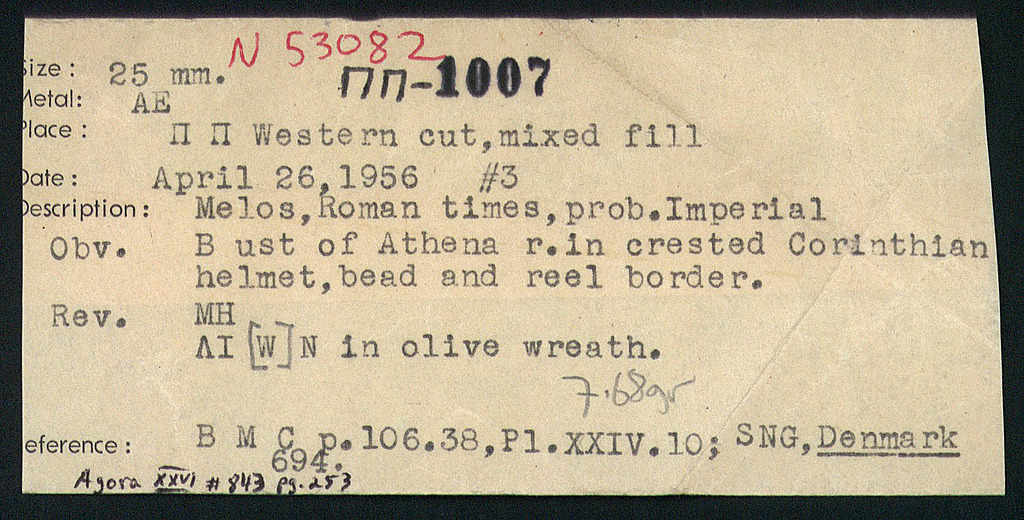 N 53082
Size: 25 mm. ΠΠ-1007
Metal: AE
Place: Π Π Western cut,mixed fill
Date: April 26,1956 #3
Description: Melos,Roman times,prob.Imperial
Obv. B ust of Athena r.in crested Corinthian
helmet,bead and reel border.
Rev. MH
ΛΙ [W] N in olive wreath.
7.68gr
Reference: B M C p.106.38,Pl.XXIV.10; SNG,Denmark
694.
Agora XXVI #843 pg.253